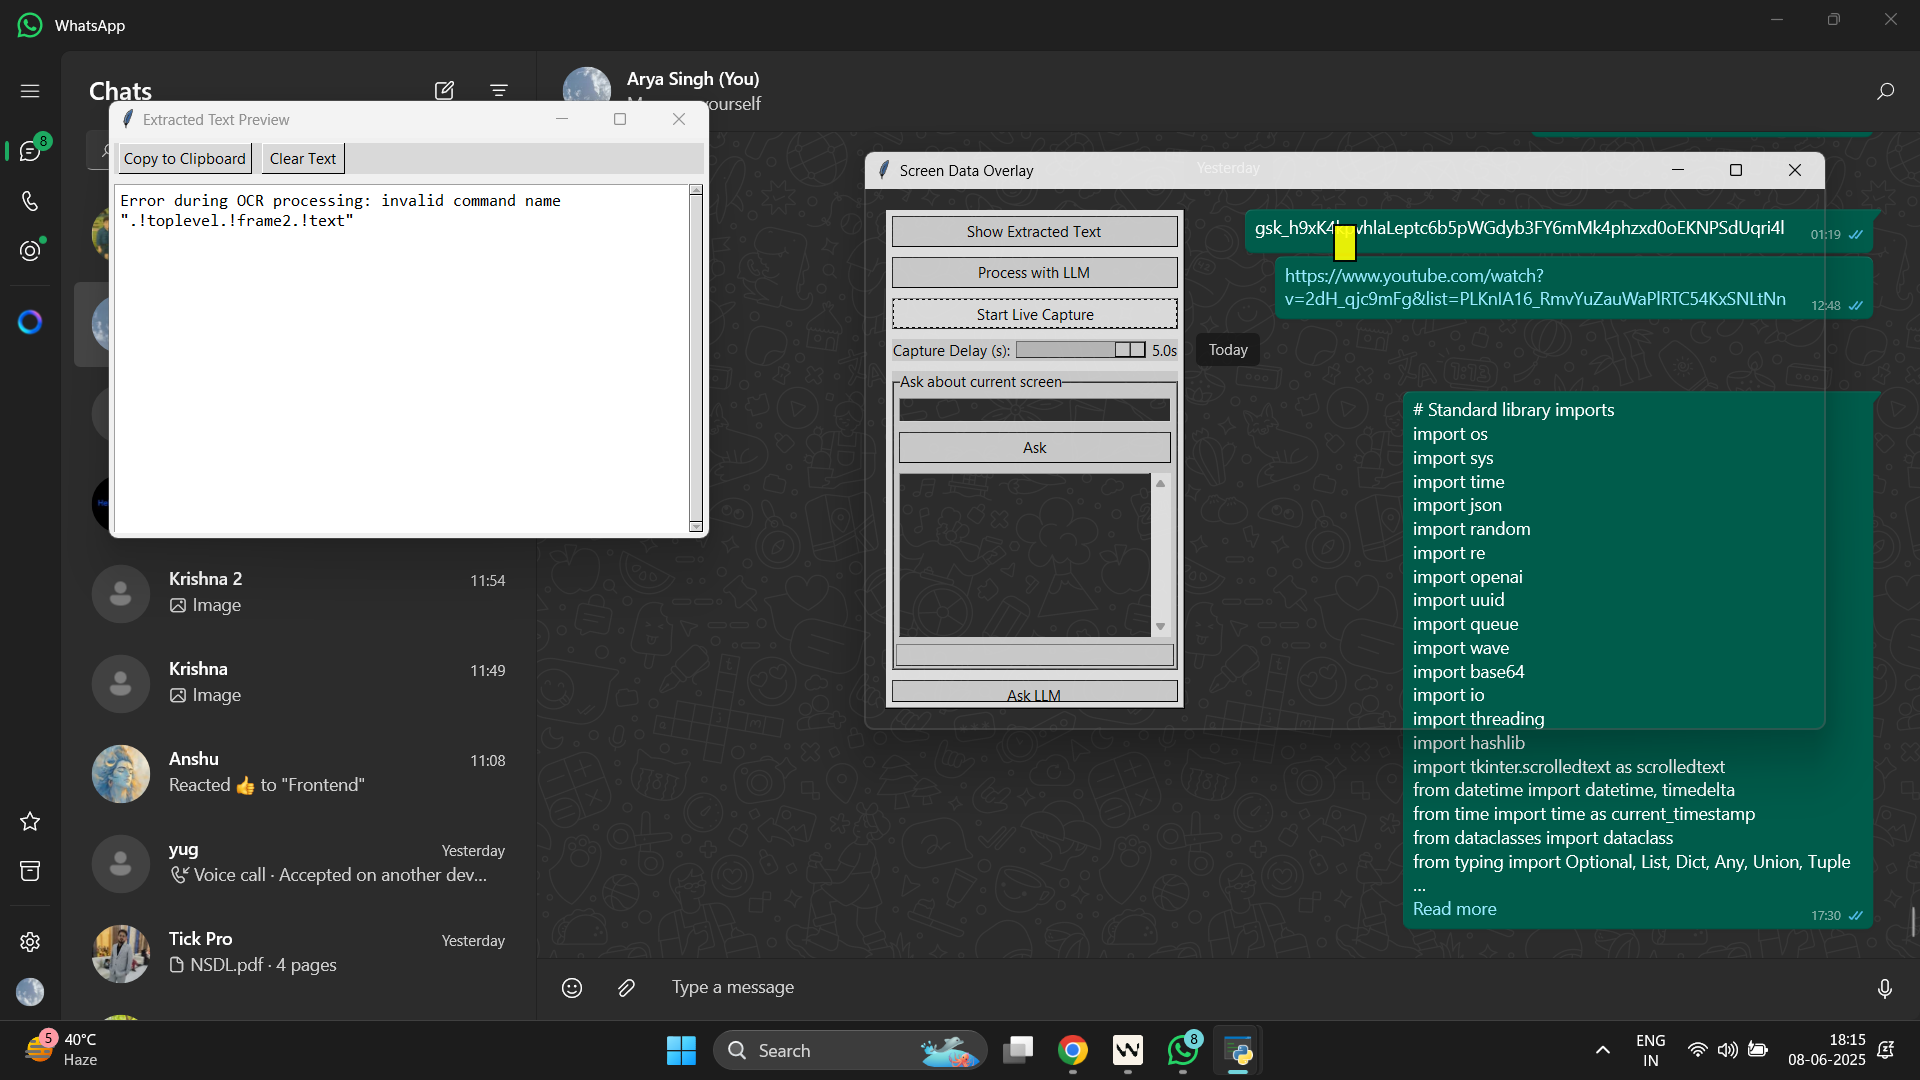 WhatsApp
Chats
8
Arya Singh (You)
yourself
Extracted Text Preview
Copy to Clipboard
Clear Text
Error during OCR processing: invalid command name
".!toplevel.!frame2.!text"
Krishna 2
11:54
Image
Krishna
11:49
Image
Anshu
11:08
Reacted 👍 to "Frontend"
yug
Yesterday
Voice call · Accepted on another dev...
Tick Pro
Yesterday
NSDL.pdf · 4 pages
Screen Data Overlay
Yesterday
Show Extracted Text
Process with LLM
Start Live Capture
Capture Delay (s):
5.0s
Ask about current screen
Ask
Ask LLM
01:19
https://www.youtube.com/watch?
v=2dH_qjc9mFg&list=PLKnIA16_RmvYuZauWaPlRTC54KxSNLtNn
12:48
Today
# Standard library imports
import os
import sys
import time
import json
import random
import re
import openai
import uuid
import queue
import wave
import base64
import io
import threading
import hashlib
import tkinter.scrolledtext as scrolledtext
from datetime import datetime, timedelta
from time import time as current_timestamp
from dataclasses import dataclass
from typing import Optional, List, Dict, Any, Union, Tuple
...
Read more
17:30
Type a message
5
40°C
Haze
Search
8
ENG
IN
18:15
08-06-2025